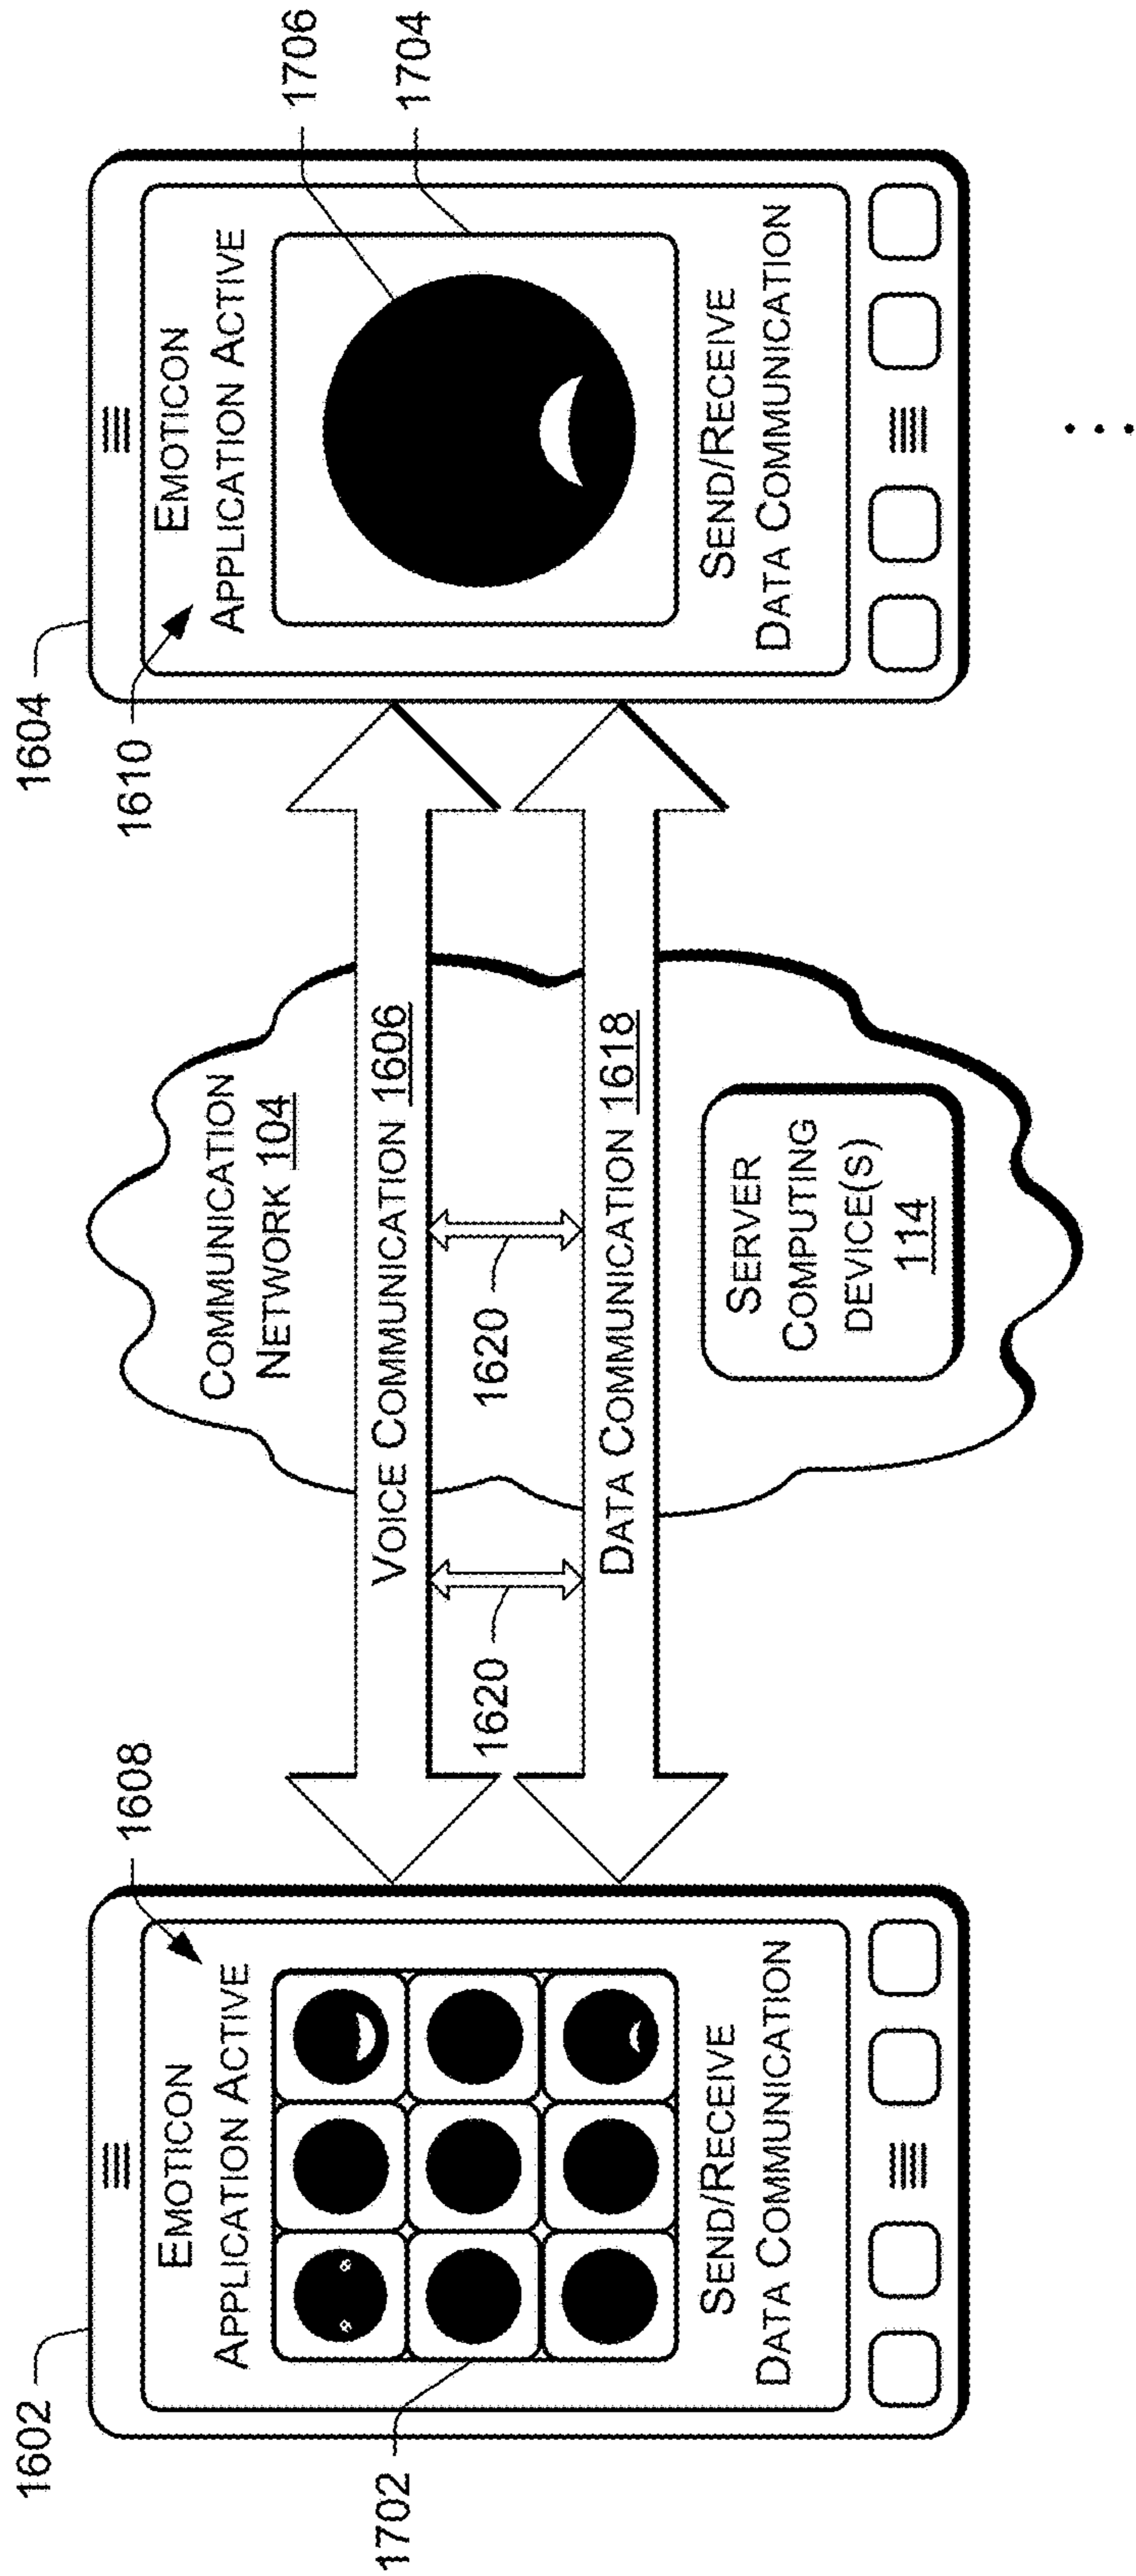 1602
1608
EMOTICON
APPLICATION ACTIVE
1702
SEND/RECEIVE
DATA COMMUNICATION
COMMUNICATION
NETWORK 104
VOICE COMMUNICATION 1606
1620
1620
DATA COMMUNICATION 1618
SERVER
COMPUTING
DEVICE(S)
114
1604
1610
EMOTICON
APPLICATION ACTIVE
1706
1704
SEND/RECEIVE
DATA COMMUNICATION